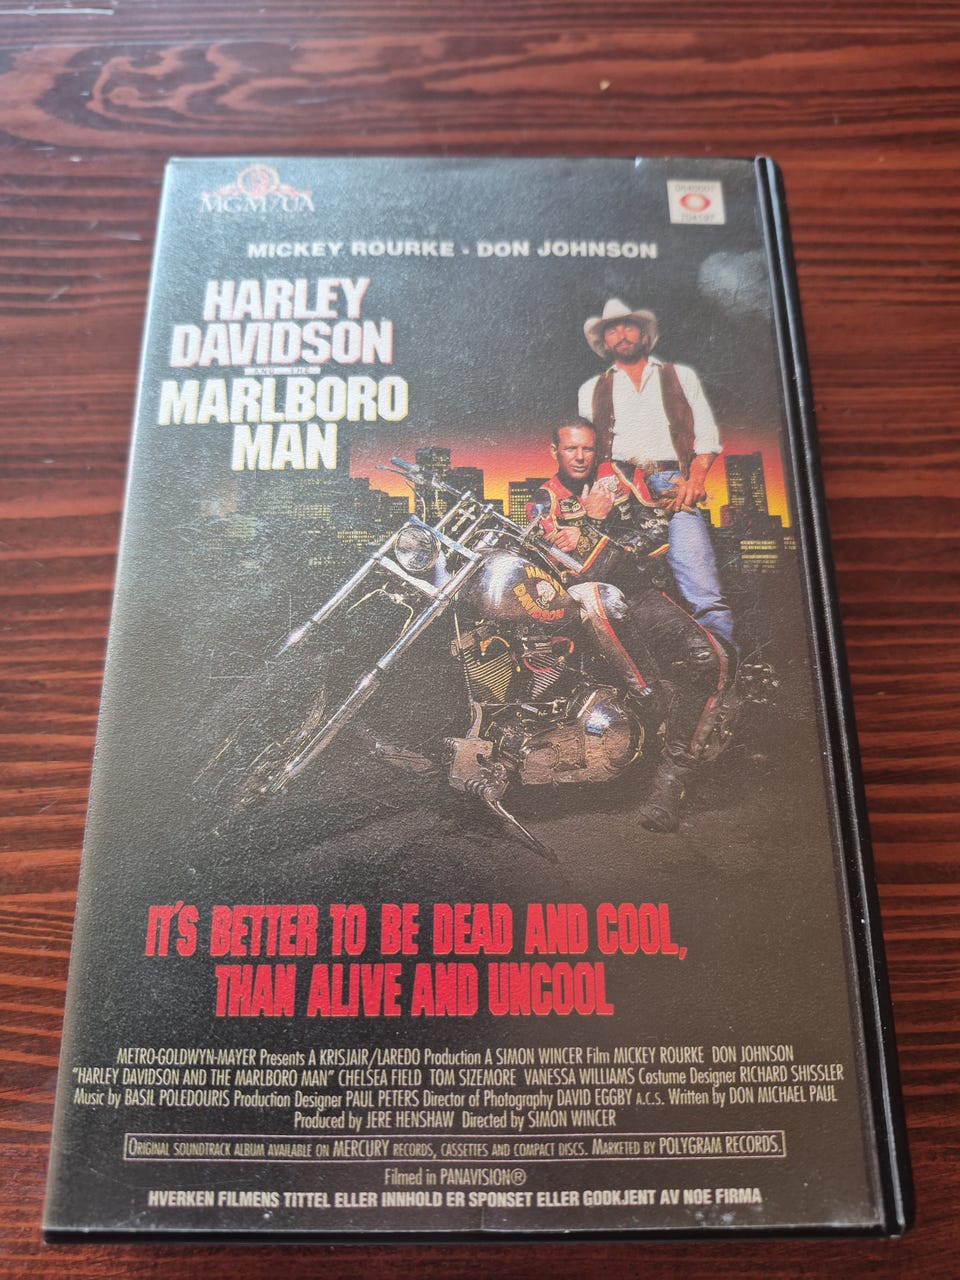 MGM/UA
0640007
704197
MICKEY ROURKE - DON JOHNSON
HARLEY
DAVIDSON
AND THE
MARLBORO
MAN
HARLEY
DAVIDSON
IT'S BETTER TO BE DEAD AND COOL,
THAN ALIVE AND UNCOOL
METRO-GOLDWYN-MAYER Presents A KRISJAIR/LAREDO Production A SIMON WINCER Film MICKEY ROURKE DON JOHNSON
"HARLEY DAVIDSON AND THE MARLBORO MAN" CHELSEA FIELD TOM SIZEMORE VANESSA WILLIAMS Costume Designer RICHARD SHISSLER
Music by BASIL POLEDOURIS Production Designer PAUL PETERS Director of Photography DAVID EGGBY A.C.S. Written by DON MICHAEL PAUL
Produced by JERE HENSHAW Directed by SIMON WINCER
ORIGINAL SOUNDTRACK ALBUM AVAILABLE ON MERCURY RECORDS, CASSETTES AND COMPACT DISCS. MARKETED BY POLYGRAM RECORDS.
Filmed in PANAVISION®
HVERKEN FILMENS TITTEL ELLER INNHOLD ER SPONSET ELLER GODKJENT AV NOE FIRMA